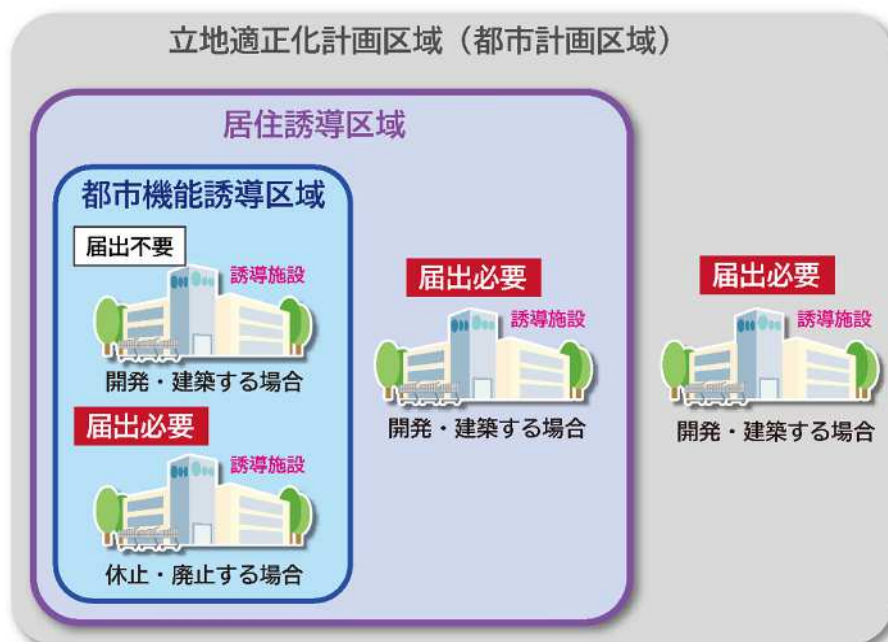 立地適正化計画区域（都市計画区域）
居住誘導区域
都市機能誘導区域
届出不要
誘導施設
開発・建築する場合
届出必要
誘導施設
休止・廃止する場合
届出必要
誘導施設
開発・建築する場合
届出必要
誘導施設
開発・建築する場合